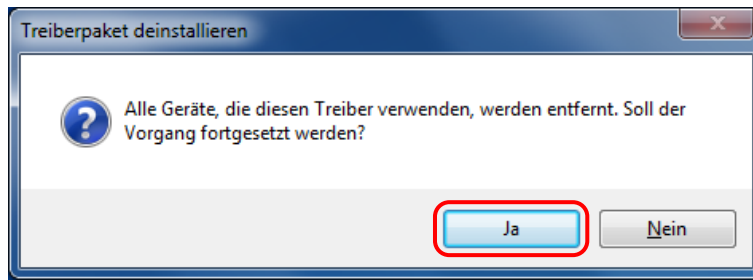 Treiberpaket deinstallieren
Alle Geräte, die diesen Treiber verwenden, werden entfernt. Soll der
Vorgang fortgesetzt werden?
Ja
Nein